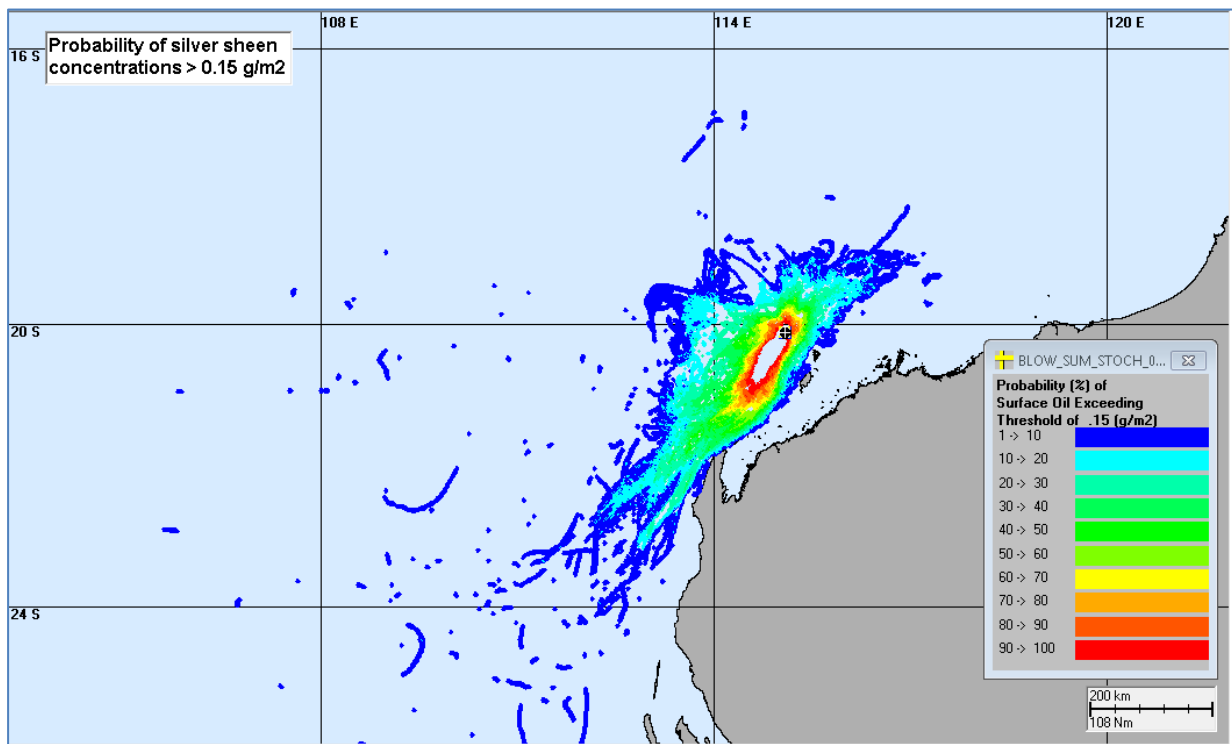 108 E
114 E
120 E
16 S
Probability of silver sheen
concentrations > 0.15 g/m2
20 S
BLOW_SUM_STOCH_0...
Probability (%) of
Surface Oil Exceeding
Threshold of .15 (g/m2)
1 -> 10
10 -> 20
20 -> 30
30 -> 40
40 -> 50
50 -> 60
60 -> 70
70 -> 80
80 -> 90
90 -> 100
24 S
200 km
108 Nm